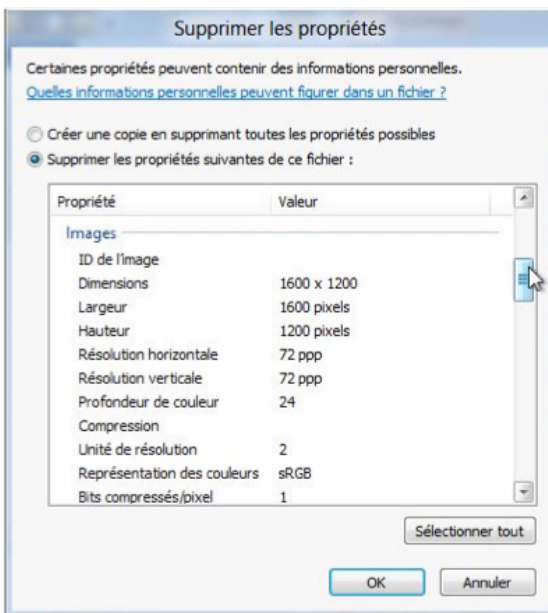 Supprimer les propriétés
Certaines propriétés peuvent contenir des informations personnelles.
Quelles informations personnelles peuvent figurer dans un fichier ?
Créer une copie en supprimant toutes les propriétés possibles
Supprimer les propriétés suivantes de ce fichier :
Propriété Valeur
Images
ID de l'image
Dimensions 1600 x 1200
Largeur 1600 pixels
Hauteur 1200 pixels
Résolution horizontale 72 ppp
Résolution verticale 72 ppp
Profondeur de couleur 24
Compression
Unité de résolution 2
Représentation des couleurs sRGB
Bits compressés/pixel 1
Sélectionner tout
OK Annuler